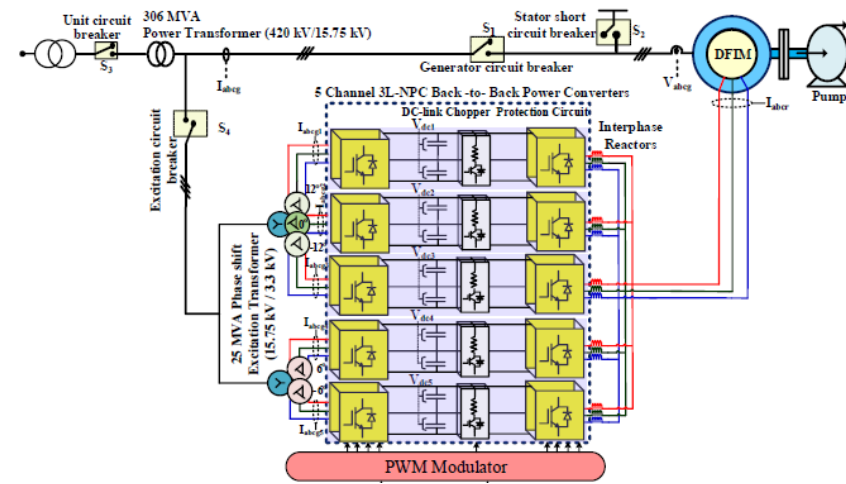 Unit circuit
breaker
S3
306 MVA
Power Transformer (420 kV/15.75 kV)
Iabcg
S1
Generator circuit breaker
Stator short
circuit breaker
S2
Vabcg
DFIM
Pump
Iabcr
Excitation circuit
breaker
S4
5 Channel 3L-NPC Back-to- Back Power Converters
DC-link Chopper Protection Circuit
Interphase
Reactors
Iabcg1
Vdc1
12°
Vdc2
0°
-12°
Iabcg
Vdc3
25 MVA Phase shift
Excitation Transformer
(15.75 kV / 3.3 kV)
Iabcg
Vdc4
6°
-6°
Vdc5
Iabcg5
PWM Modulator